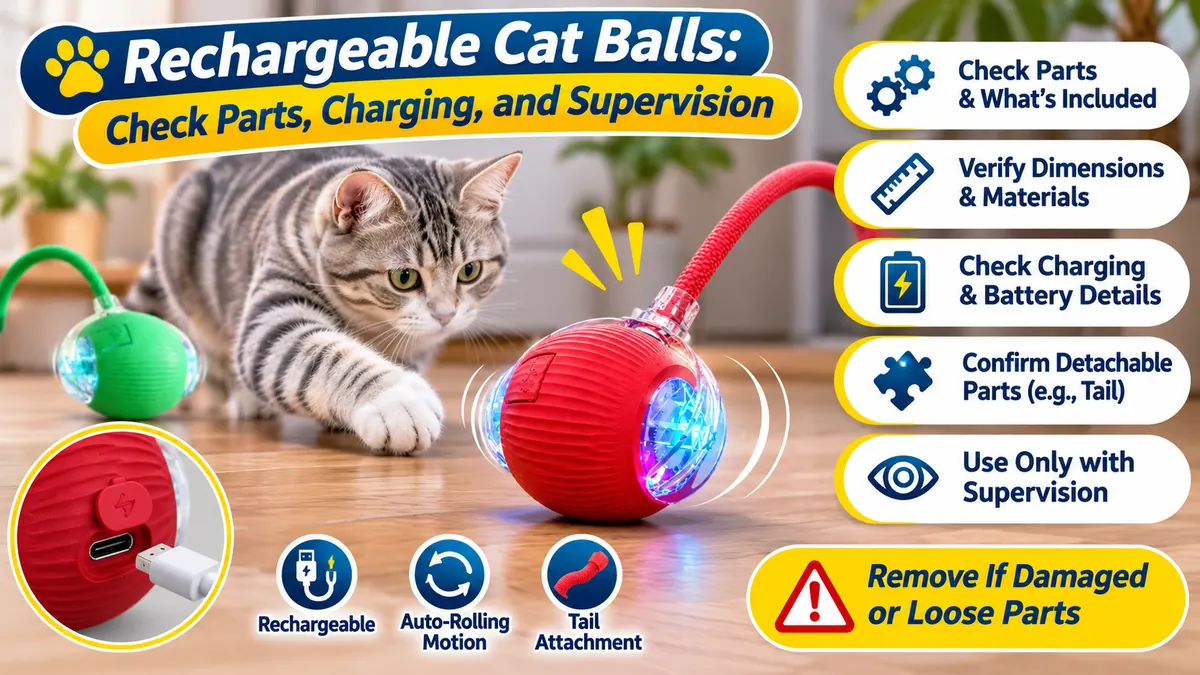 Rechargeable Cat Balls:
Check Parts, Charging, and Supervision
Check Parts
& What's Included
Verify Dimensions
& Materials
Check Charging
& Battery Details
Confirm Detachable
Parts (e.g., Tail)
Use Only with
Supervision
Rechargeable
Auto-Rolling
Motion
Tail
Attachment
Remove If Damaged
or Loose Parts